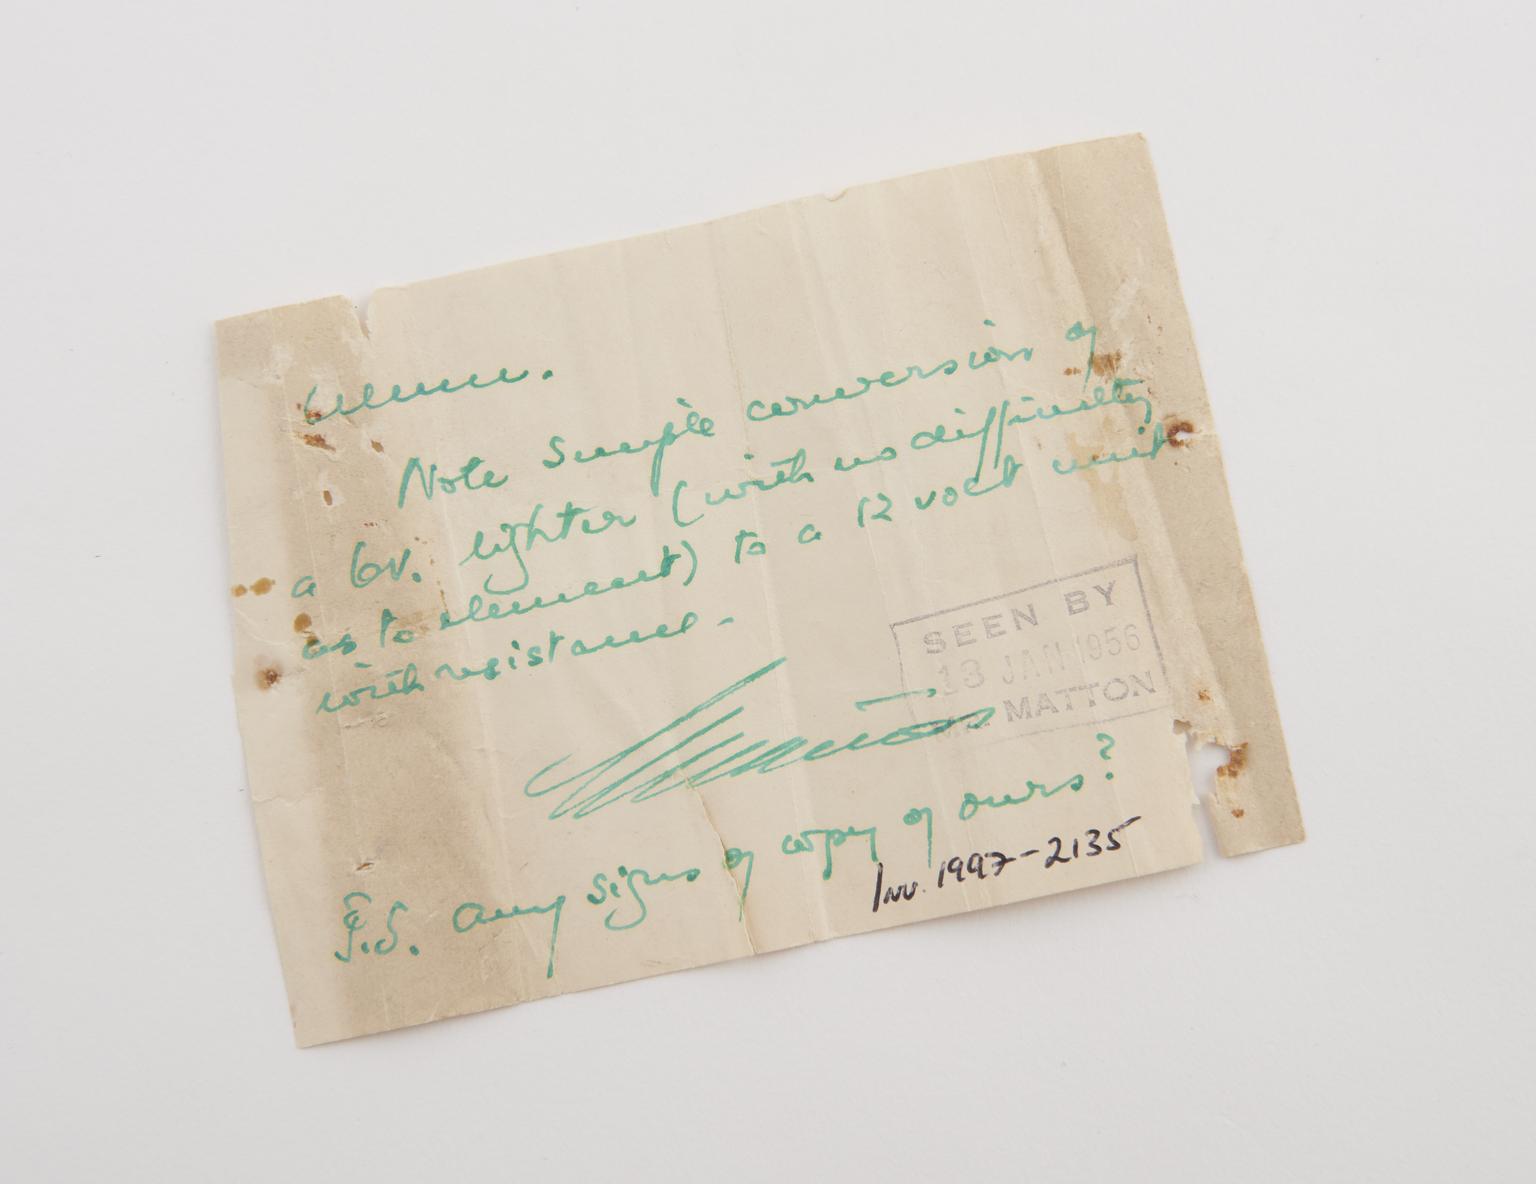 Note simple conversion of
a 6v. lighter (with no difficulty
as to element) to a 12 volt unit
with resistance.
SEEN BY
13 JAN 1956
MR. MATTON
P.S. Any signs of copy of ours?
Inv. 1997-2135